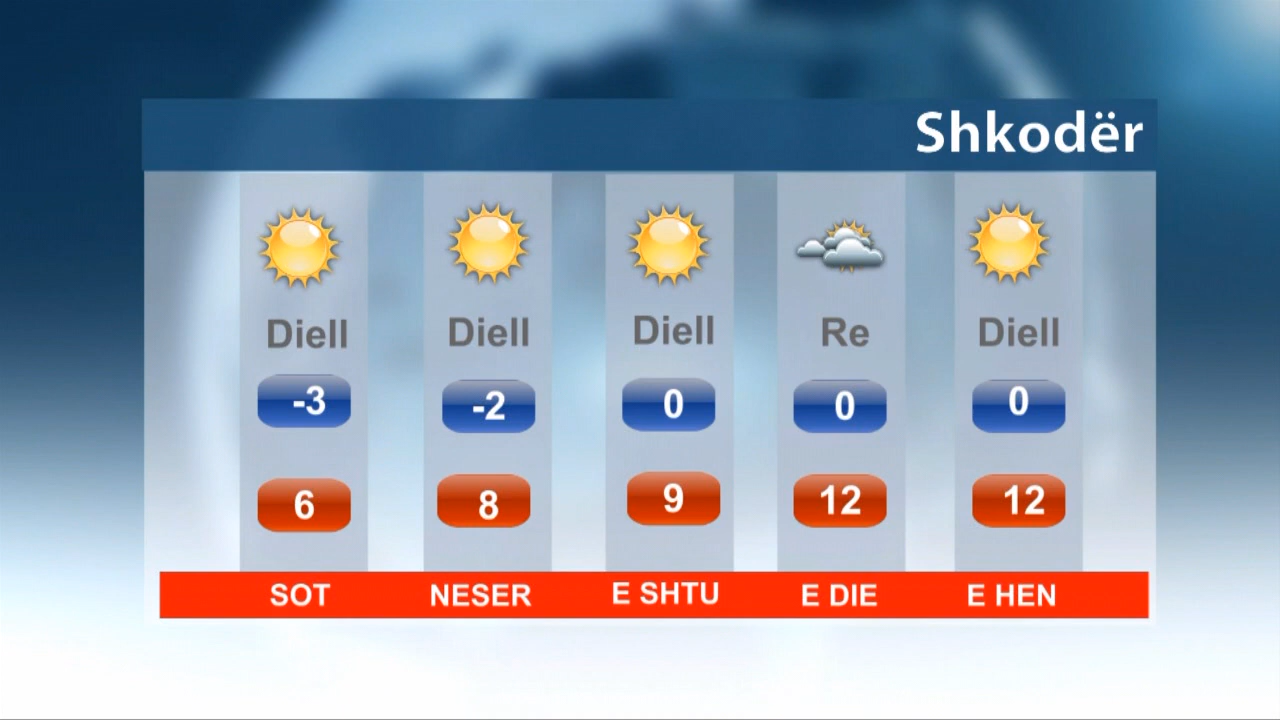 Shkodër
Diell Diell Diell Re Diell
-3 -2 0 0 0
6 8 9 12 12
SOT NESER E SHTU E DIE E HEN